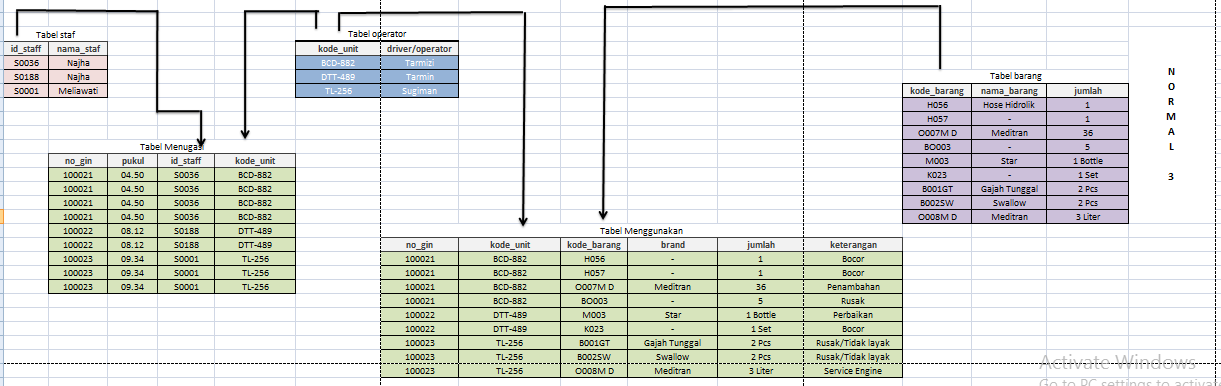 Tabel staf
id_staff nama_staf
S0036 Najha
S0188 Najha
S0001 Meliawati
Tabel operator
kode_unit driver/operator
BCD-882 Tarmizi
DTT-489 Tarmin
TL-256 Sugiman
Tabel barang
kode_barang nama_barang jumlah
H056 Hose Hidrolik 1
H057 - 1
O007M D Meditran 36
BO003 - 5
M003 Star 1 Bottle
K023 - 1 Set
B001GT Gajah Tunggal 2 Pcs
B002SW Swallow 2 Pcs
O008M D Meditran 3 Liter
N
O
R
M
A
L
3
Tabel Menugasi
no_gin pukul id_staff kode_unit
100021 04.50 S0036 BCD-882
100021 04.50 S0036 BCD-882
100021 04.50 S0036 BCD-882
100021 04.50 S0036 BCD-882
100022 08.12 S0188 DTT-489
100022 08.12 S0188 DTT-489
100023 09.34 S0001 TL-256
100023 09.34 S0001 TL-256
100023 09.34 S0001 TL-256
Tabel Menggunakan
no_gin kode_unit kode_barang brand jumlah keterangan
100021 BCD-882 H056 - 1 Bocor
100021 BCD-882 H057 - 1 Bocor
100021 BCD-882 O007M D Meditran 36 Penambahan
100021 BCD-882 BO003 - 5 Rusak
100022 DTT-489 M003 Star 1 Bottle Perbaikan
100022 DTT-489 K023 - 1 Set Bocor
100023 TL-256 B001GT Gajah Tunggal 2 Pcs Rusak/Tidak layak
100023 TL-256 B002SW Swallow 2 Pcs Rusak/Tidak layak
100023 TL-256 O008M D Meditran 3 Liter Service Engine
Activate Windows
Go to PC settings to activate